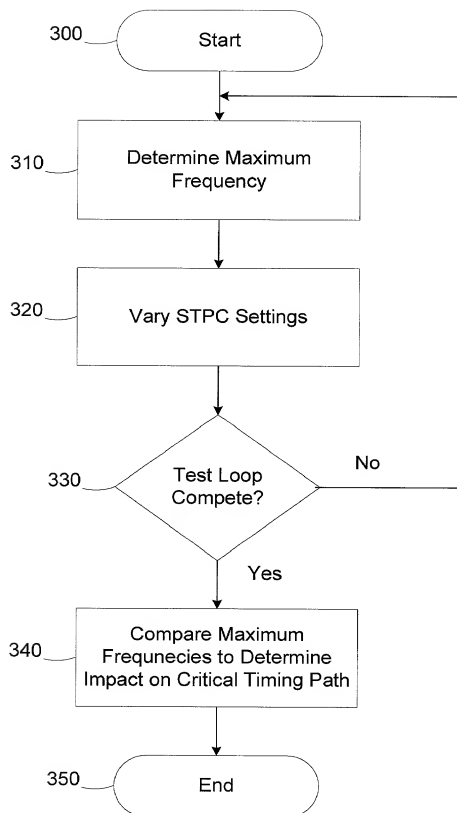 300
Start
310
Determine Maximum
Frequency
320
Vary STPC Settings
330
Test Loop
Compete?
No
Yes
340
Compare Maximum
Frequnecies to Determine
Impact on Critical Timing Path
350
End